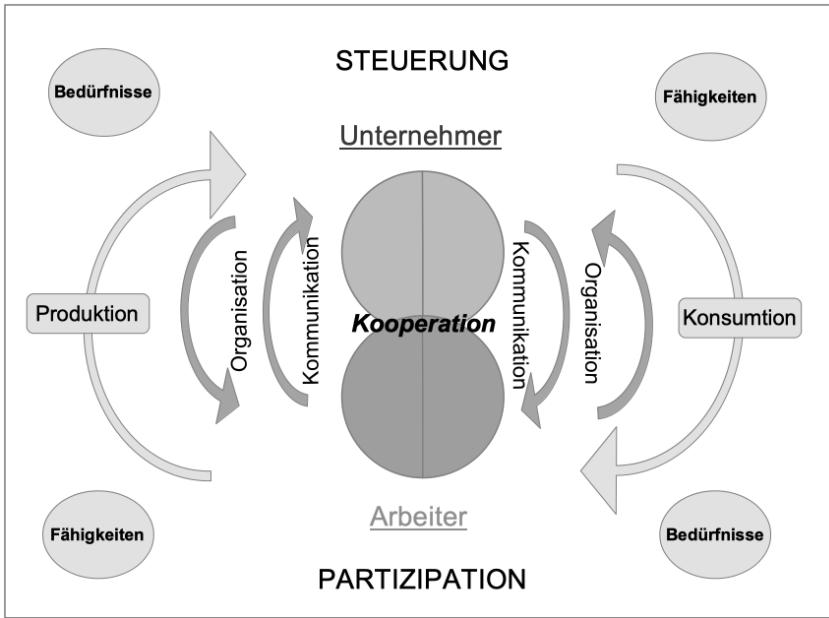 STEUERUNG
Bedürfnisse
Fähigkeiten
Unternehmer
Organisation
Kommunikation
Kommunikation
Organisation
Produktion
Kooperation
Konsumtion
Arbeiter
Fähigkeiten
Bedürfnisse
PARTIZIPATION